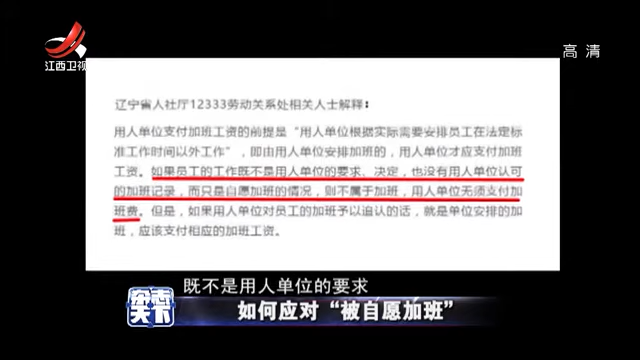 江西卫视
高清
辽宁省人社厅12333劳动关系处相关人士解释：
用人单位支付加班工资的前提是“用人单位根据实际需要安排员工在法定标
准工作时间以外工作”，即由用人单位安排加班的，用人单位才应支付加班
工资。如果员工的工作既不是用人单位的要求、决定，也没有用人单位认可
的加班记录，而只是自愿加班的情况，则不属于加班，用人单位无须支付加
班费。但是，如果用人单位对员工的加班予以追认的话，就是单位安排的加
班，应该支付相应的加班工资。
既不是用人单位的要求
杂志天下
如何应对“被自愿加班”